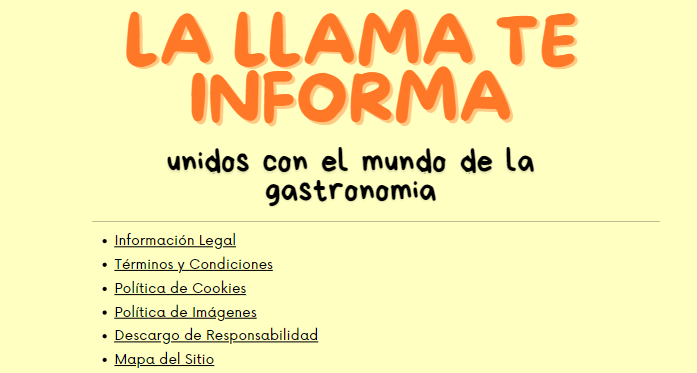 LA LLAMA TE
INFORMA
unidos con el mundo de la
gastronomia
Información Legal
Términos y Condiciones
Política de Cookies
Política de Imágenes
Descargo de Responsabilidad
Mapa del Sitio